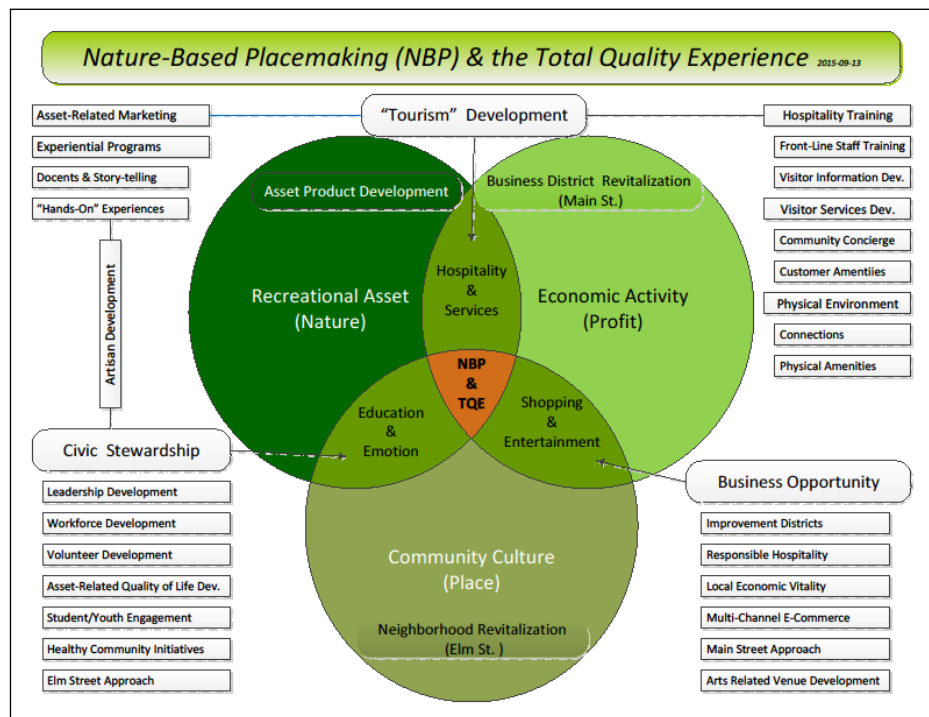 Nature-Based Placemaking (NBP) & the Total Quality Experience 2015-09-13
"Tourism" Development
Asset-Related Marketing
Experiential Programs
Docents & Story-telling
"Hands-On" Experiences
Artisan Development
Hospitality Training
Front-Line Staff Training
Visitor Information Dev.
Visitor Services Dev.
Community Concierge
Customer Amentiies
Physical Environment
Connections
Physical Amenities
Asset Product Development
Business District Revitalization
(Main St.)
Recreational Asset
(Nature)
Hospitality
&
Services
Economic Activity
(Profit)
NBP
&
TQE
Education
&
Emotion
Shopping
&
Entertainment
Community Culture
(Place)
Neighborhood Revitalization
(Elm St. )
Civic Stewardship
Leadership Development
Workforce Development
Volunteer Development
Asset-Related Quality of Life Dev.
Student/Youth Engagement
Healthy Community Initiatives
Elm Street Approach
Business Opportunity
Improvement Districts
Responsible Hospitality
Local Economic Vitality
Multi-Channel E-Commerce
Main Street Approach
Arts Related Venue Development